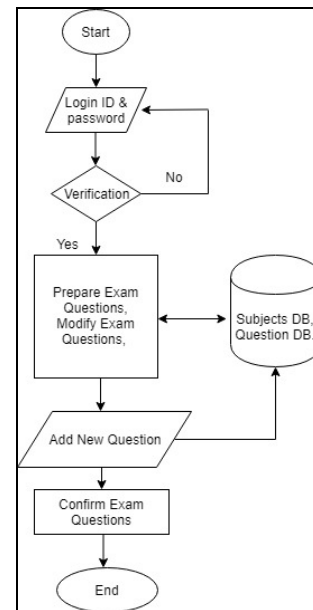 Start
Login ID &
password
No
Verification
Yes
Prepare Exam
Questions,
Modify Exam
Questions,
Subjects DB,
Question DB.
Add New Question
Confirm Exam
Questions
End